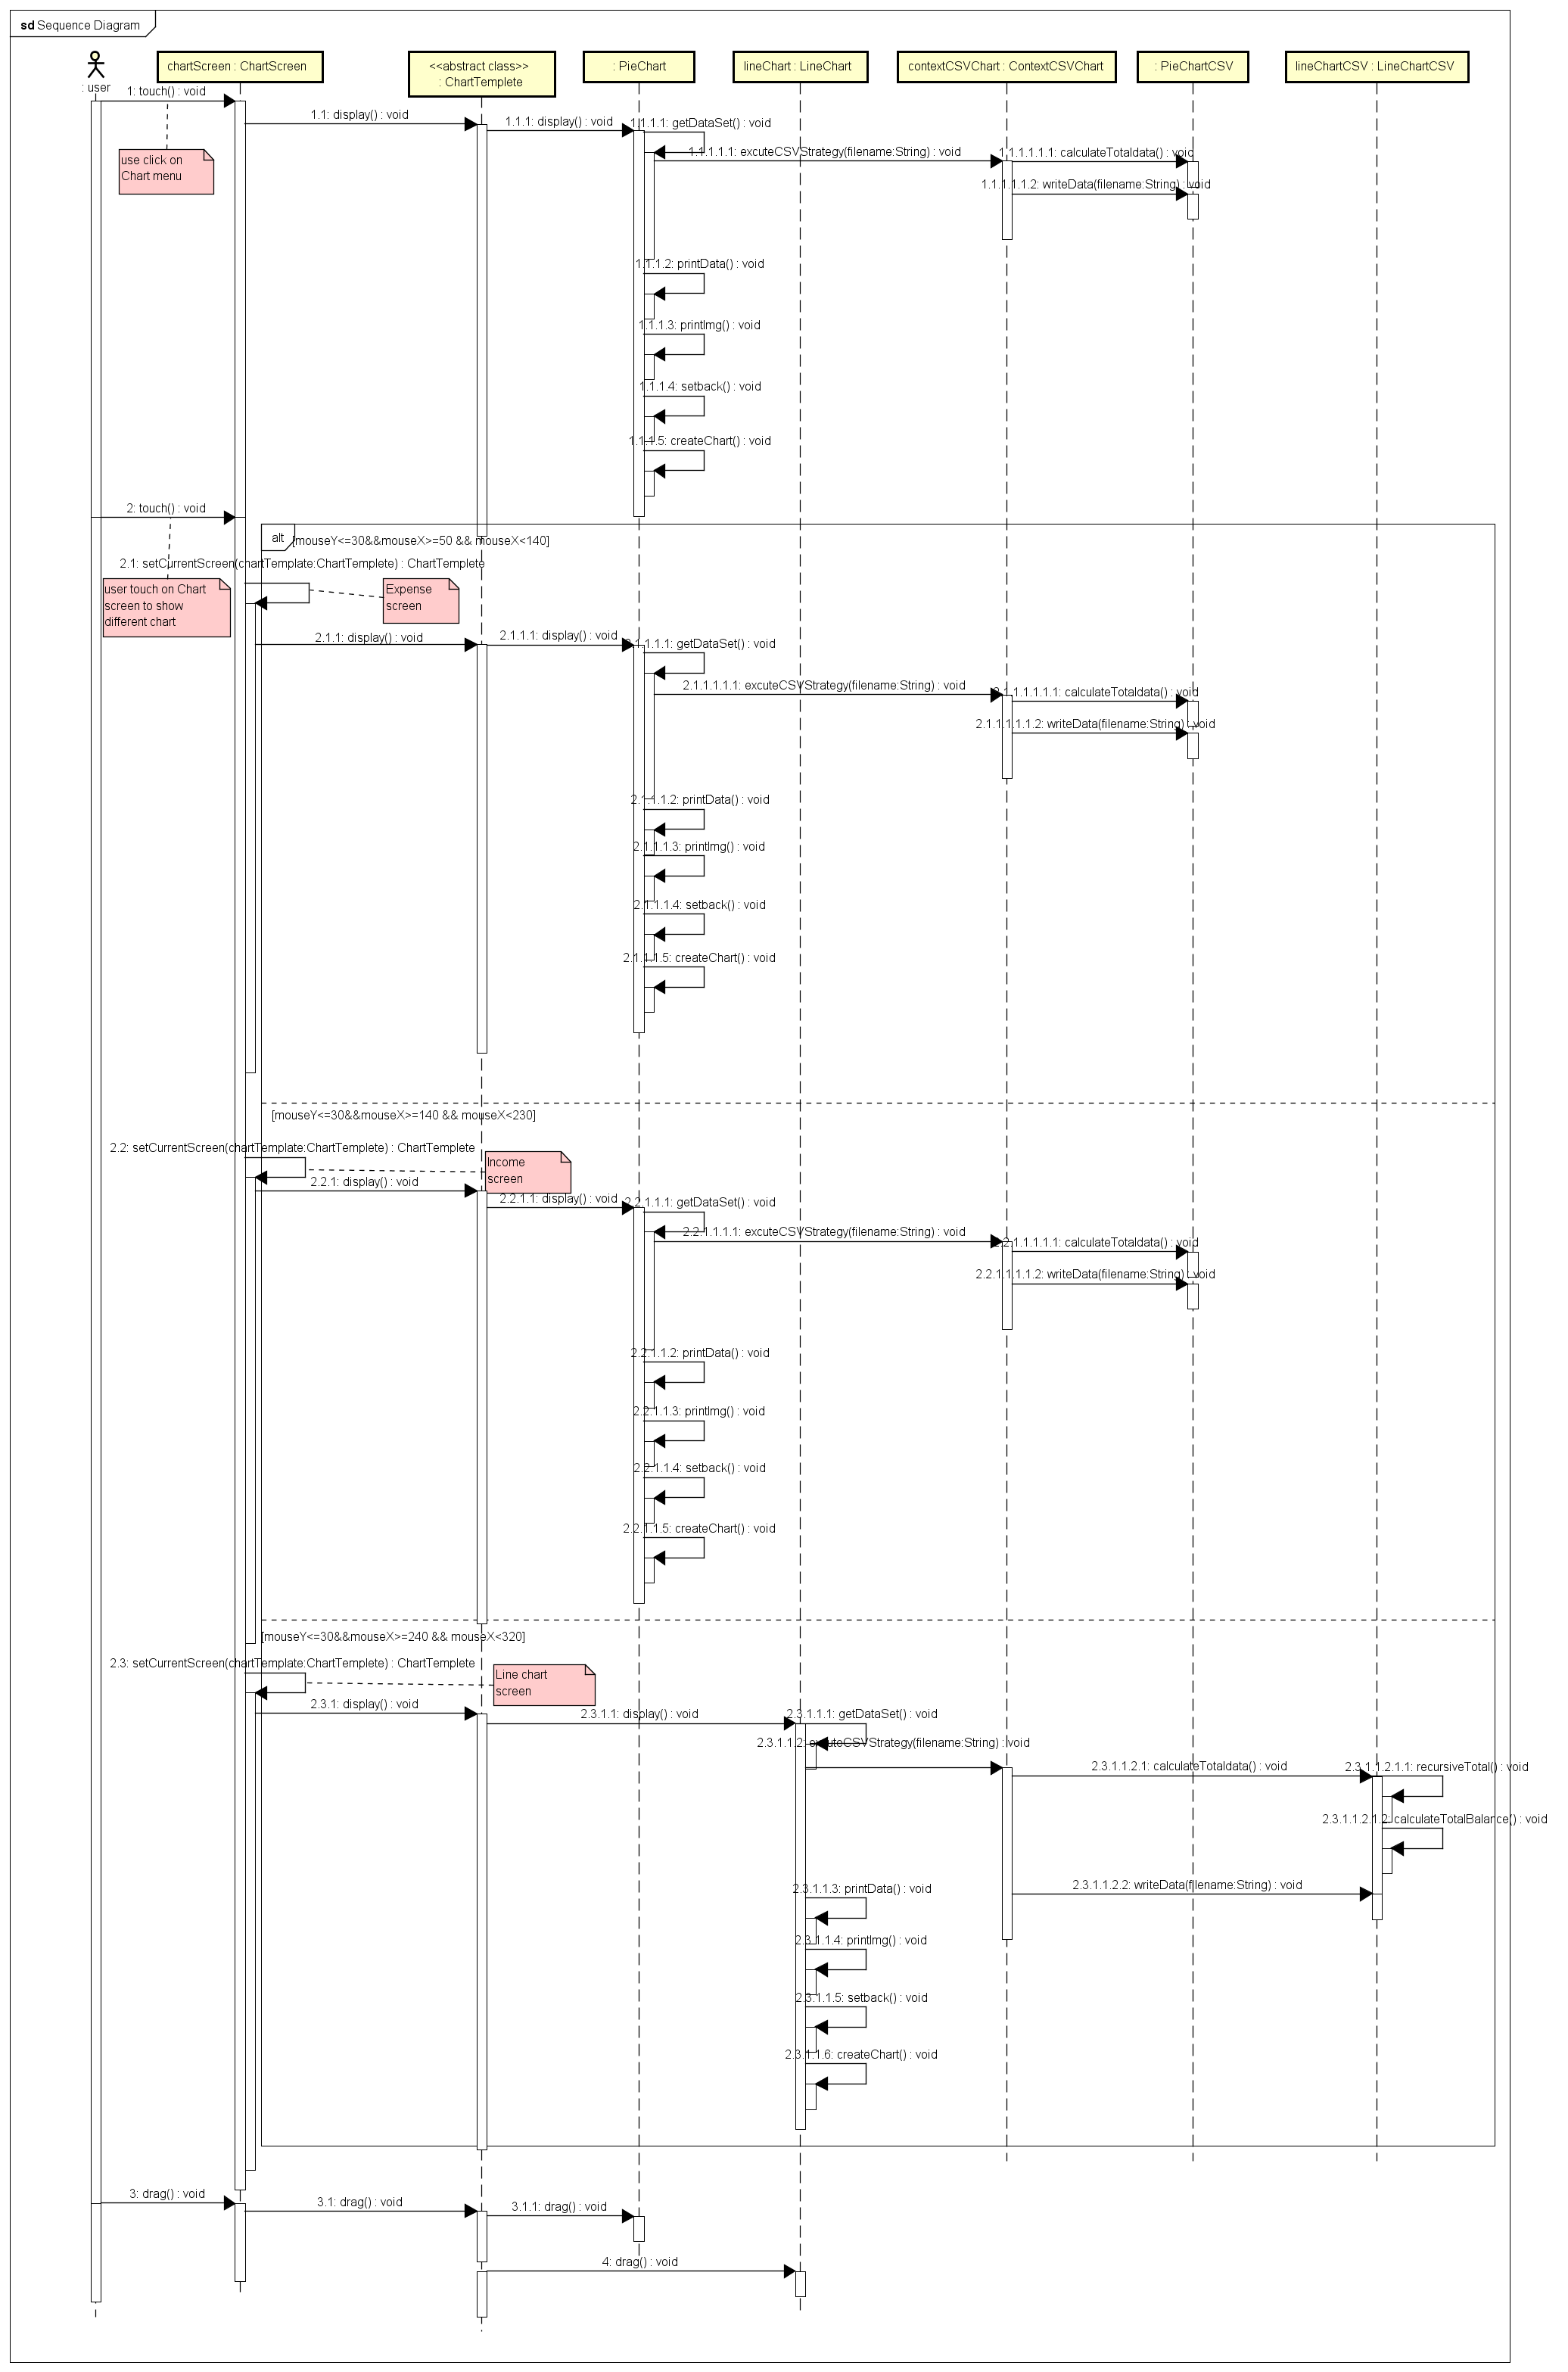 sd Sequence Diagram
: user
chartScreen : ChartScreen
<<abstract class>>
: ChartTemplete
: PieChart
lineChart : LineChart
contextCSVChart : ContextCSVChart
: PieChartCSV
lineChartCSV : LineChartCSV
1: touch() : void
1.1: display() : void
1.1.1: display() : void
1.1.1.1: getDataSet() : void
use click on
Chart menu
1.1.1.1.1: excuteCSVStrategy(filename:String) : void
1.1.1.1.1.1: calculateTotaldata() : void
1.1.1.1.1.2: writeData(filename:String) : void
1.1.1.2: printData() : void
1.1.1.3: printImg() : void
1.1.1.4: setback() : void
1.1.1.5: createChart() : void
2: touch() : void
alt
[mouseY<=30&&mouseX>=50 && mouseX<140]
2.1: setCurrentScreen(chartTemplate:ChartTemplete) : ChartTemplete
user touch on Chart
screen to show
different chart
Expense
screen
2.1.1: display() : void
2.1.1.1: display() : void
2.1.1.1.1: getDataSet() : void
2.1.1.1.1.1: excuteCSVStrategy(filename:String) : void
2.1.1.1.1.1.1: calculateTotaldata() : void
2.1.1.1.1.1.2: writeData(filename:String) : void
2.1.1.1.2: printData() : void
2.1.1.1.3: printImg() : void
2.1.1.1.4: setback() : void
2.1.1.1.5: createChart() : void
[mouseY<=30&&mouseX>=140 && mouseX<230]
2.2: setCurrentScreen(chartTemplate:ChartTemplete) : ChartTemplete
Income
screen
2.2.1: display() : void
2.2.1.1: display() : void
2.2.1.1.1: getDataSet() : void
2.2.1.1.1.1: excuteCSVStrategy(filename:String) : void
2.2.1.1.1.1.1: calculateTotaldata() : void
2.2.1.1.1.1.2: writeData(filename:String) : void
2.2.1.1.2: printData() : void
2.2.1.1.3: printImg() : void
2.2.1.1.4: setback() : void
2.2.1.1.5: createChart() : void
[mouseY<=30&&mouseX>=240 && mouseX<320]
2.3: setCurrentScreen(chartTemplate:ChartTemplete) : ChartTemplete
Line chart
screen
2.3.1: display() : void
2.3.1.1: display() : void
2.3.1.1.1: getDataSet() : void
2.3.1.1.2: excuteCSVStrategy(filename:String) : void
2.3.1.1.2.1: calculateTotaldata() : void
2.3.1.1.2.1.1: recursiveTotal() : void
2.3.1.1.2.1.2: calculateTotalBalance() : void
2.3.1.1.2.2: writeData(filename:String) : void
2.3.1.1.3: printData() : void
2.3.1.1.4: printImg() : void
2.3.1.1.5: setback() : void
2.3.1.1.6: createChart() : void
3: drag() : void
3.1: drag() : void
3.1.1: drag() : void
4: drag() : void